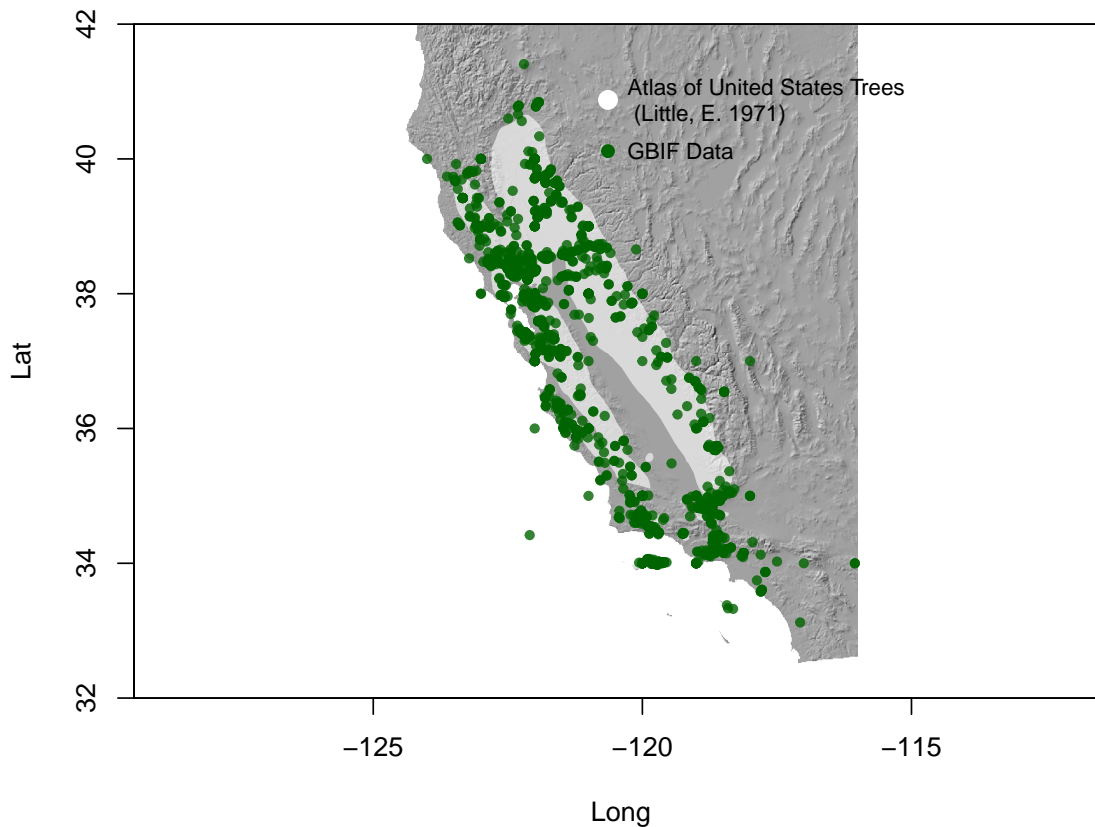 42
40
38
36
34
32
Lat
Atlas of United States Trees
(Little, E. 1971)
GBIF Data
−125
−120
−115
Long